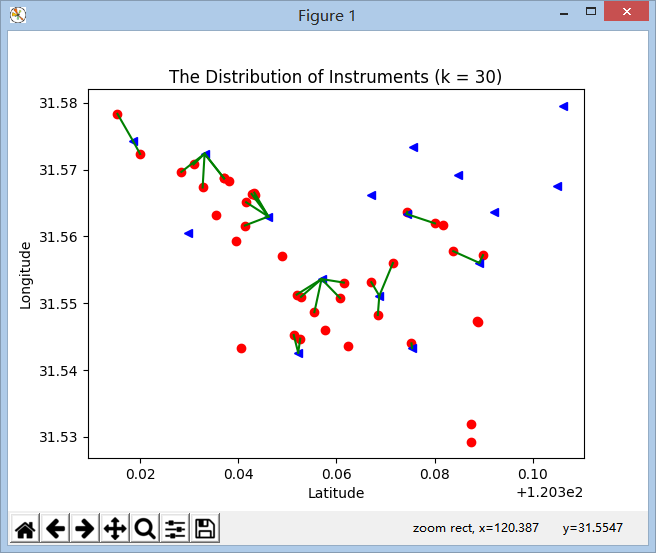 Figure 1
The Distribution of Instruments (k = 30)
31.58
31.57
31.56
31.55
31.54
31.53
Longitude
0.02 0.04 0.06 0.08 0.10
+1.203e2
Latitude
zoom rect, x=120.387 y=31.5547